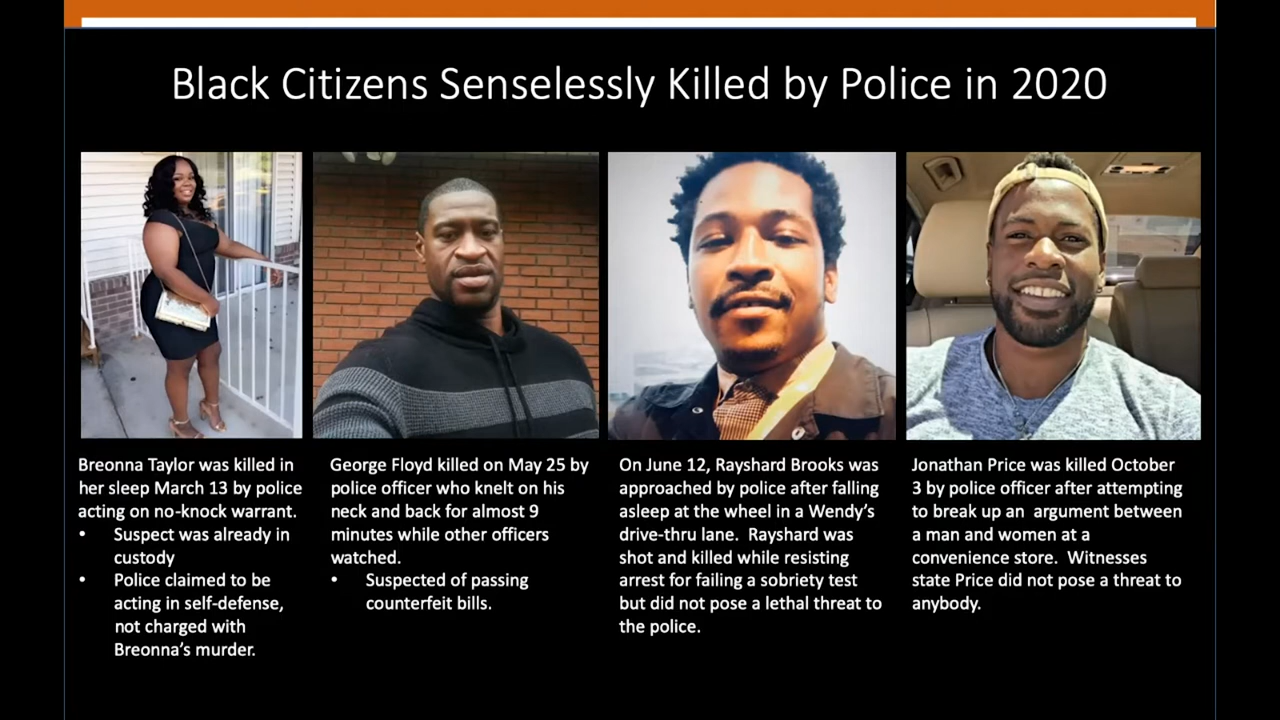 Black Citizens Senselessly Killed by Police in 2020
Breonna Taylor was killed in
her sleep March 13 by police
acting on no-knock warrant.
• Suspect was already in
custody
• Police claimed to be
acting in self-defense,
not charged with
Breonna's murder.
George Floyd killed on May 25 by
police officer who knelt on his
neck and back for almost 9
minutes while other officers
watched.
• Suspected of passing
counterfeit bills.
On June 12, Rayshard Brooks was
approached by police after falling
asleep at the wheel in a Wendy's
drive-thru lane. Rayshard was
shot and killed while resisting
arrest for failing a sobriety test
but did not pose a lethal threat to
the police.
Jonathan Price was killed October
3 by police officer after attempting
to break up an argument between
a man and women at a
convenience store. Witnesses
state Price did not pose a threat to
anybody.